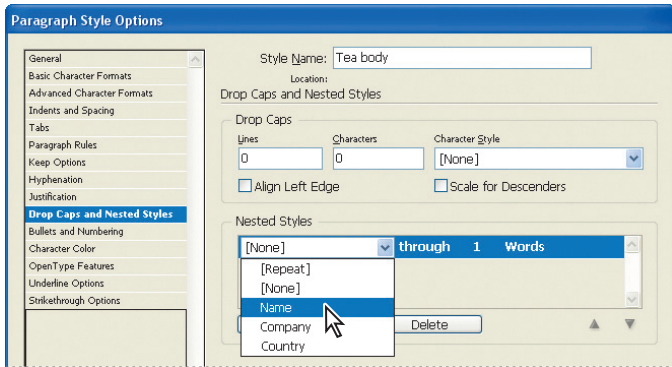 Paragraph Style Options
General
Basic Character Formats
Advanced Character Formats
Indents and Spacing
Tabs
Paragraph Rules
Keep Options
Hyphenation
Justification
Drop Caps and Nested Styles
Bullets and Numbering
Character Color
OpenType Features
Underline Options
Strikethrough Options
Style Name: Tea body
Location:
Drop Caps and Nested Styles
Drop Caps
Lines Characters Character Style
0 0 [None]
Align Left Edge Scale for Descenders
Nested Styles
[None] through 1 Words
[Repeat]
[None]
Name
Company
Country
Delete